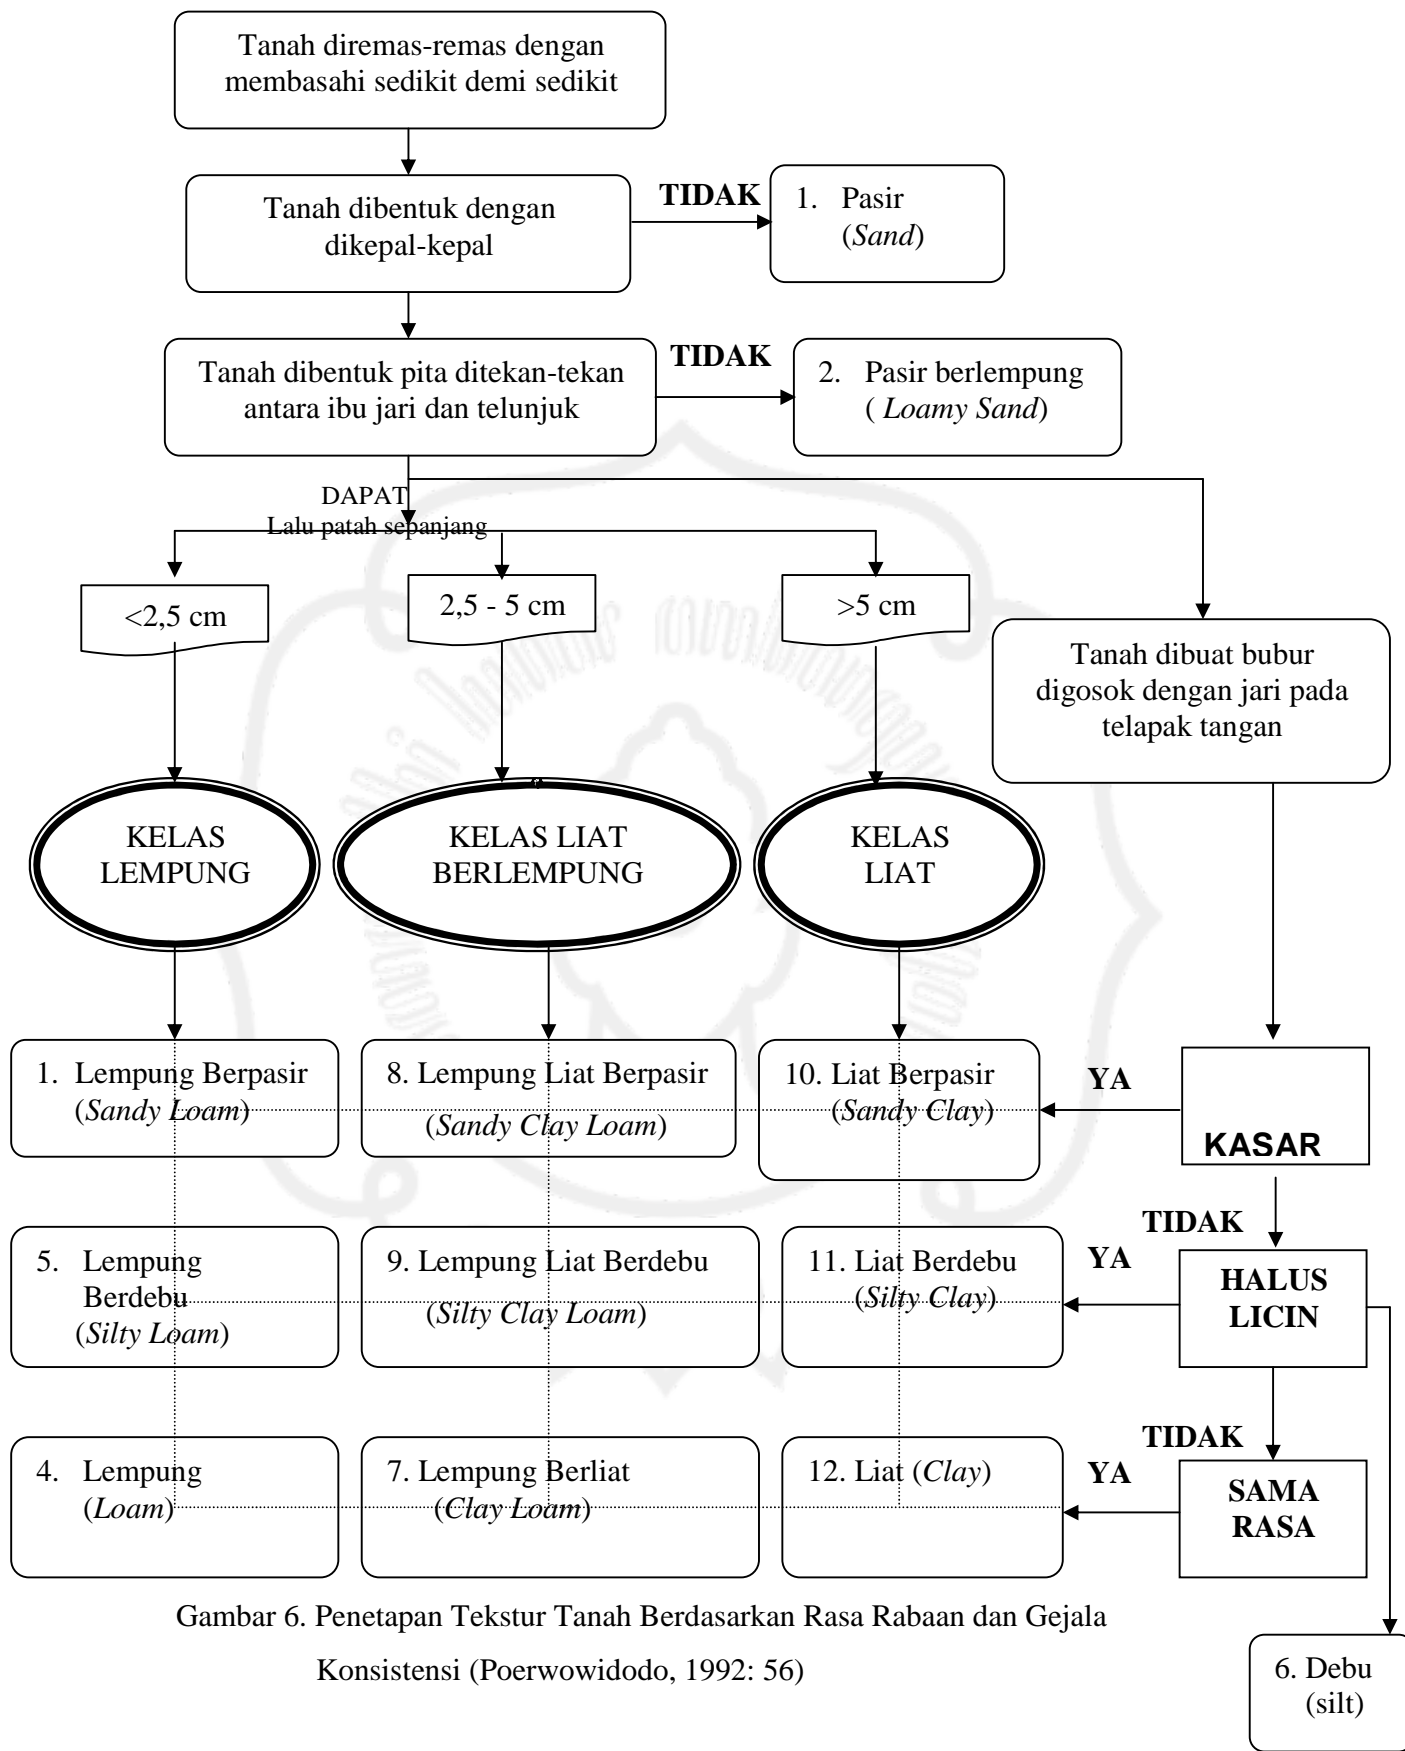 Tanah diremas-remas dengan
membasahi sedikit demi sedikit
Tanah dibentuk dengan
dikepal-kepal
TIDAK
1. Pasir
(Sand)
Tanah dibentuk pita ditekan-tekan
antara ibu jari dan telunjuk
TIDAK
2. Pasir berlempung
( Loamy Sand)
DAPAT
Lalu patah sepanjang
<2,5 cm
2,5 - 5 cm
>5 cm
Tanah dibuat bubur
digosok dengan jari pada
telapak tangan
KELAS
LEMPUNG
KELAS LIAT
BERLEMPUNG
KELAS
LIAT
1. Lempung Berpasir
(Sandy Loam)
8. Lempung Liat Berpasir
(Sandy Clay Loam)
10. Liat Berpasir
(Sandy Clay)
YA
KASAR
TIDAK
5. Lempung
Berdebu
(Silty Loam)
9. Lempung Liat Berdebu
(Silty Clay Loam)
11. Liat Berdebu
(Silty Clay)
YA
HALUS
LICIN
TIDAK
4. Lempung
(Loam)
7. Lempung Berliat
(Clay Loam)
12. Liat (Clay)
YA
SAMA
RASA
Gambar 6. Penetapan Tekstur Tanah Berdasarkan Rasa Rabaan dan Gejala
Konsistensi (Poerwowidodo, 1992: 56)
6. Debu
(silt)